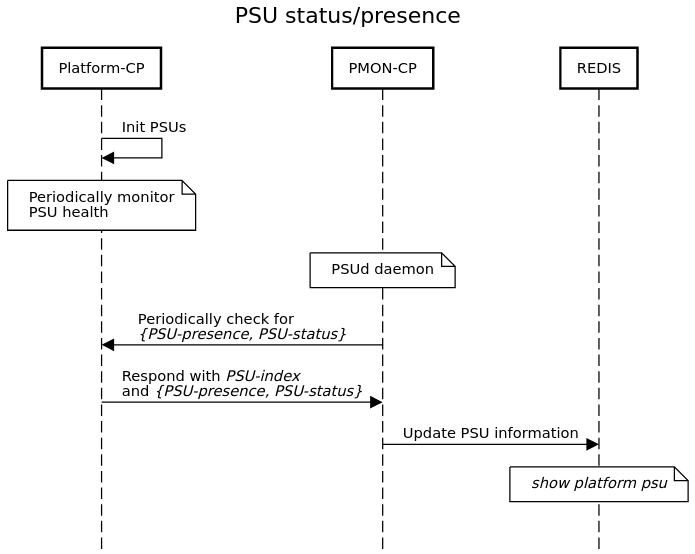 PSU status/presence
Platform-CP
PMON-CP
REDIS
Init PSUs
Periodically monitor
PSU health
PSUd daemon
Periodically check for
{PSU-presence, PSU-status}
Respond with PSU-index
and {PSU-presence, PSU-status}
Update PSU information
show platform psu